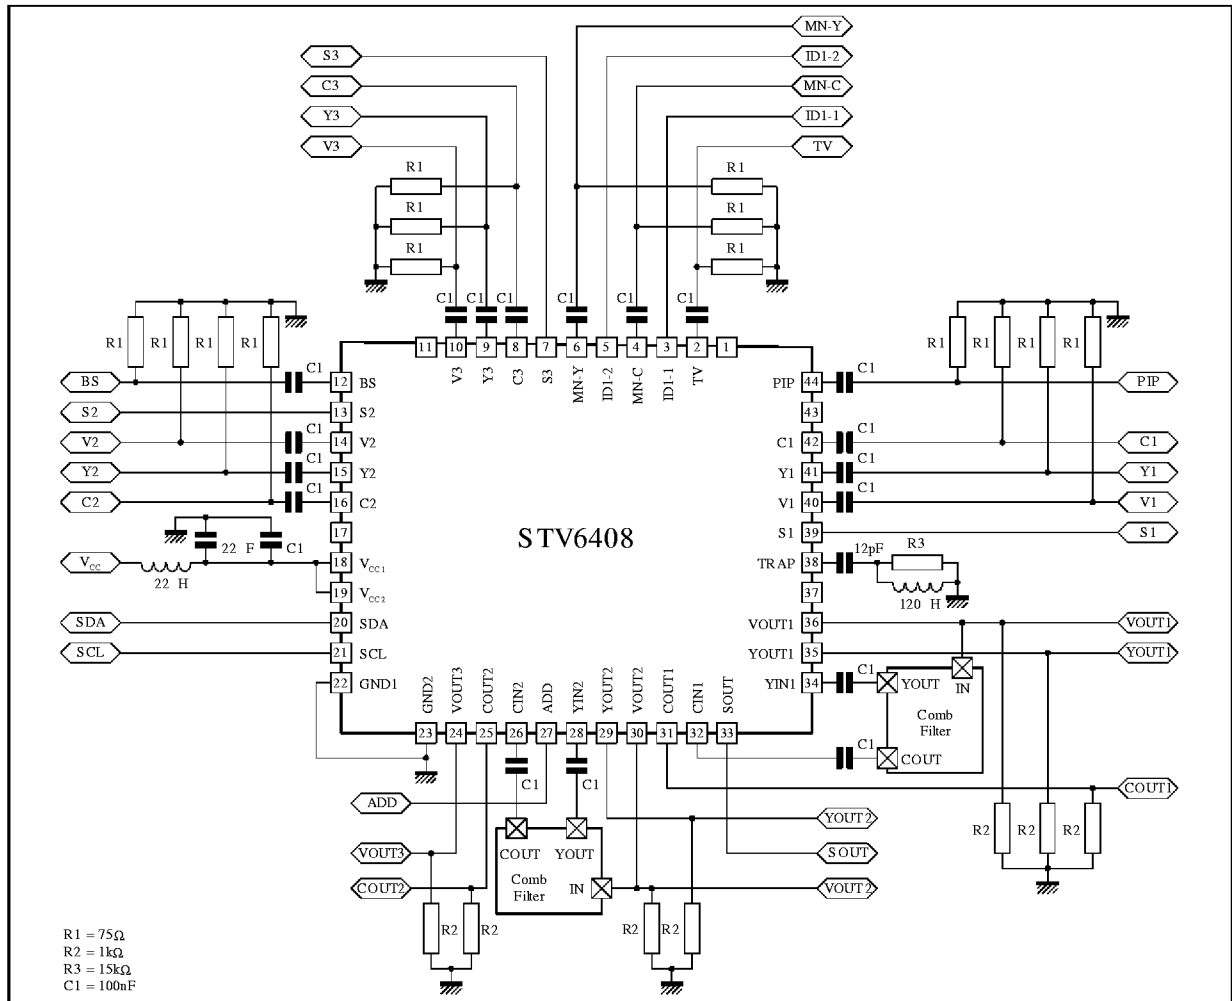 MN-Y
S3
ID1-2
C3
MN-C
Y3
ID1-1
V3
TV
R1
R1
R1
R1
R1
R1
C1
C1
C1
C1
C1
C1
R1
R1
R1
R1
R1
R1
R1
R1
11
10
9
8
7
6
5
4
3
2
1
V3
Y3
C3
S3
MN-Y
ID1-2
MN-C
ID1-1
TV
BS
C1
12
BS
PIP
44
C1
PIP
S2
13
S2
43
V2
C1
14
V2
C1
42
C1
C1
Y2
C1
15
Y2
Y1
41
C1
Y1
C2
C1
16
C2
V1
40
C1
V1
17
STV6408
S1
39
S1
22 F
C1
VCC
22 H
18
VCC1
TRAP
38
12pF
R3
120 H
19
VCC2
37
SDA
20
SDA
VOUT1
36
VOUT1
SCL
21
SCL
YOUT1
35
YOUT1
22
GND1
YIN1
34
C1
YOUT
IN
Comb
Filter
COUT
C1
GND2
VOUT3
COUT2
CIN2
ADD
YIN2
YOUT2
VOUT2
COUT1
CIN1
SOUT
23
24
25
26
27
28
29
30
31
32
33
C1
C1
COUT1
ADD
YOUT2
R2
R2
R2
VOUT3
COUT
YOUT
SOUT
COUT2
Comb
Filter
IN
VOUT2
R2
R2
R2
R2
R1 = 75Ω
R2 = 1kΩ
R3 = 15kΩ
C1 = 100nF